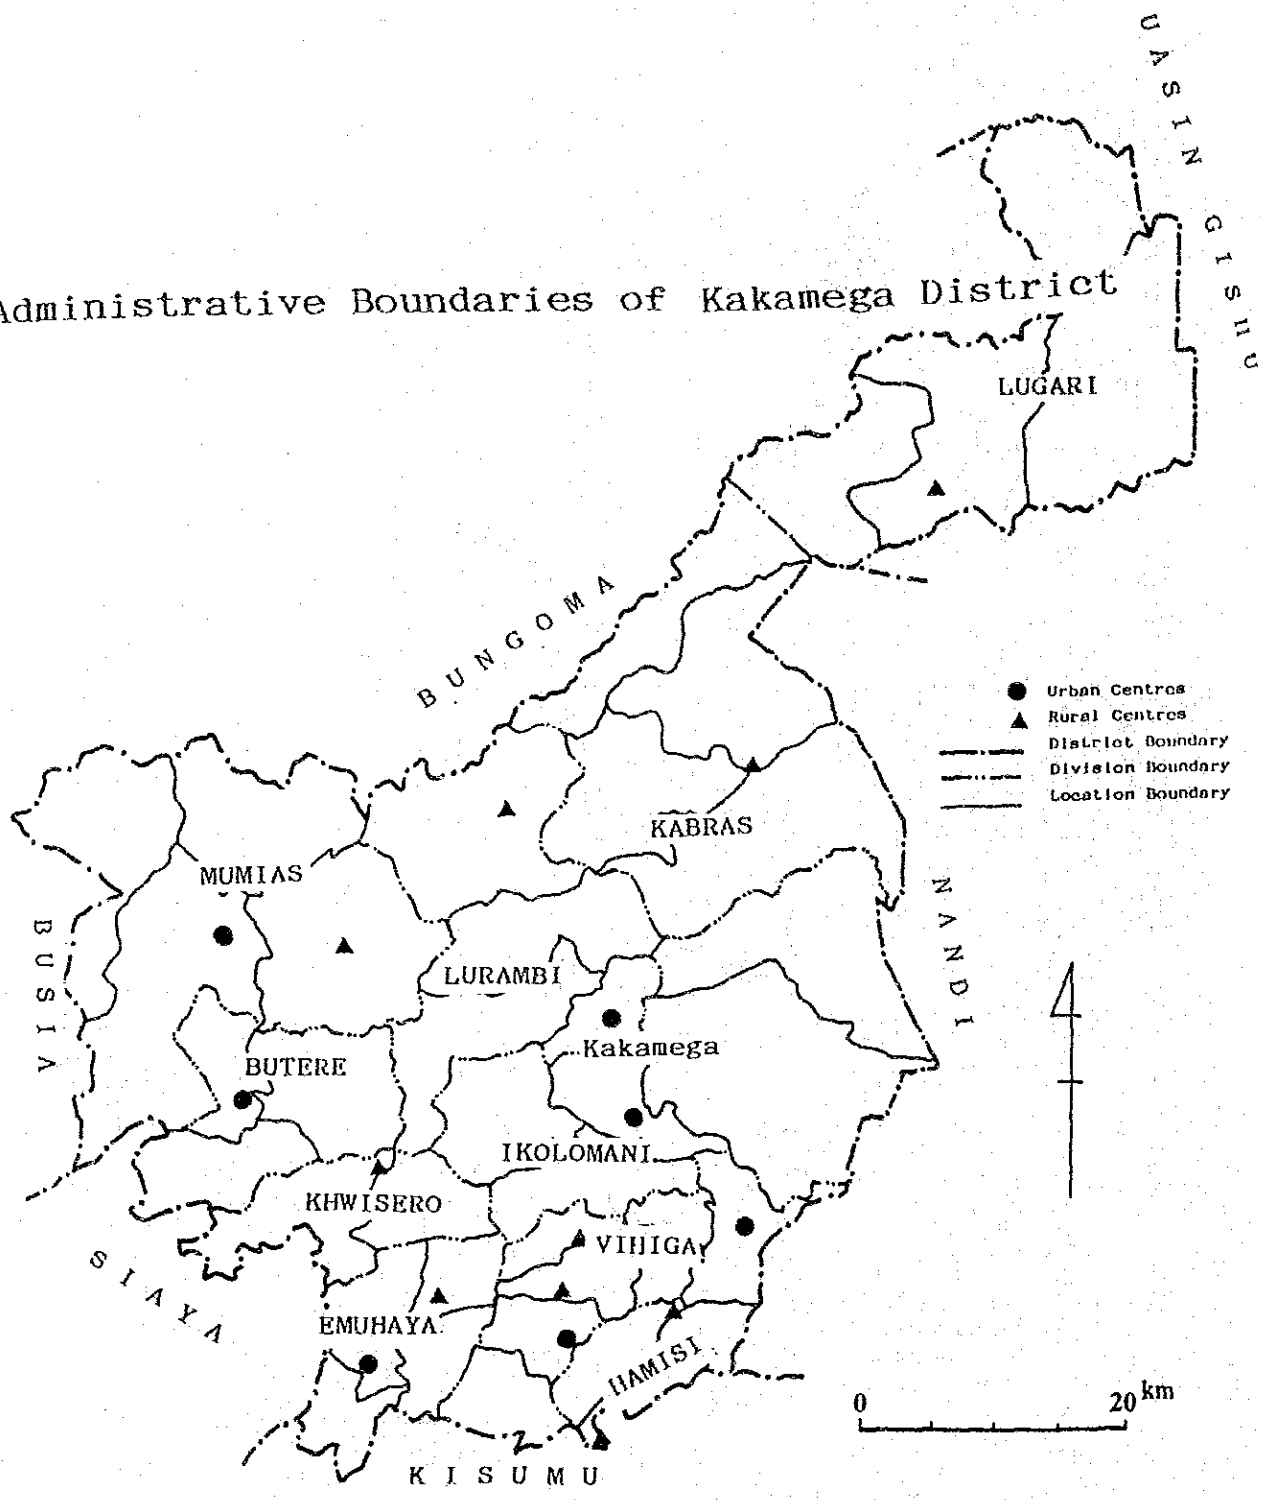 UASIN GISHU
Administrative Boundaries of Kakamega District
LUGARI
BUNGOMA
Urban Centres
Rural Centres
District Boundary
Division Boundary
Location Boundary
KABRAS
MUMIAS
NANDI
BUSIA
LURAMBI
Kakamega
BUTERE
IKOLOMANI
KHWISERO
VIHIGA
SIAYA
EMUHAYA
HAMISI
0 20 km
KISUMU